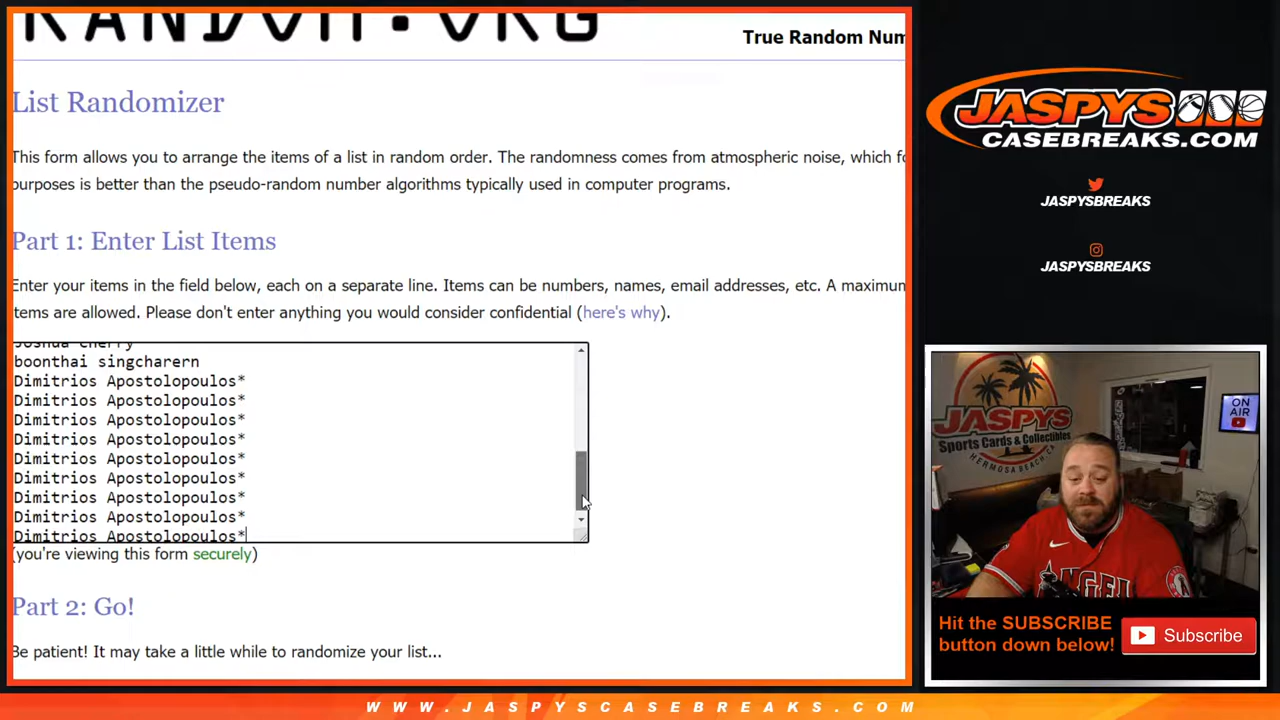 RANDOM.ORG
True Random Num
List Randomizer
This form allows you to arrange the items of a list in random order. The randomness comes from atmospheric noise, which fo
purposes is better than the pseudo-random number algorithms typically used in computer programs.
Part 1: Enter List Items
Enter your items in the field below, each on a separate line. Items can be numbers, names, email addresses, etc. A maximum
items are allowed. Please don't enter anything you would consider confidential (here's why).
Joshua Cherry
boonthai singcharern
Dimitrios Apostolopoulos*
Dimitrios Apostolopoulos*
Dimitrios Apostolopoulos*
Dimitrios Apostolopoulos*
Dimitrios Apostolopoulos*
Dimitrios Apostolopoulos*
Dimitrios Apostolopoulos*
Dimitrios Apostolopoulos*
Dimitrios Apostolopoulos*
(you're viewing this form securely)
Part 2: Go!
Be patient! It may take a little while to randomize your list...
JASPYS
CASEBREAKS.COM
JASPYSBREAKS
JASPYSBREAKS
JASPYS
Sports Cards & Collectibles
HERMOSA BEACH, CA
ON
AIR
ANGEL
Hit the SUBSCRIBE
button down below!
Subscribe
WWW.JASPYSCASEBREAKS.COM